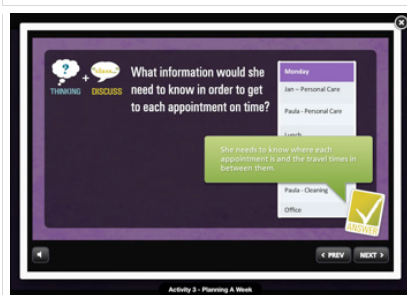 THINKING + DISCUSS
What information would she
need to know in order to get
to each appointment on time?
Monday
Jan – Personal Care
Paula - Personal Care
Lunch
She needs to know where each
appointment is and the travel times in
between them.
Paula - Cleaning
Office
ANSWER
< PREV
NEXT >
Activity 3 - Planning A Week